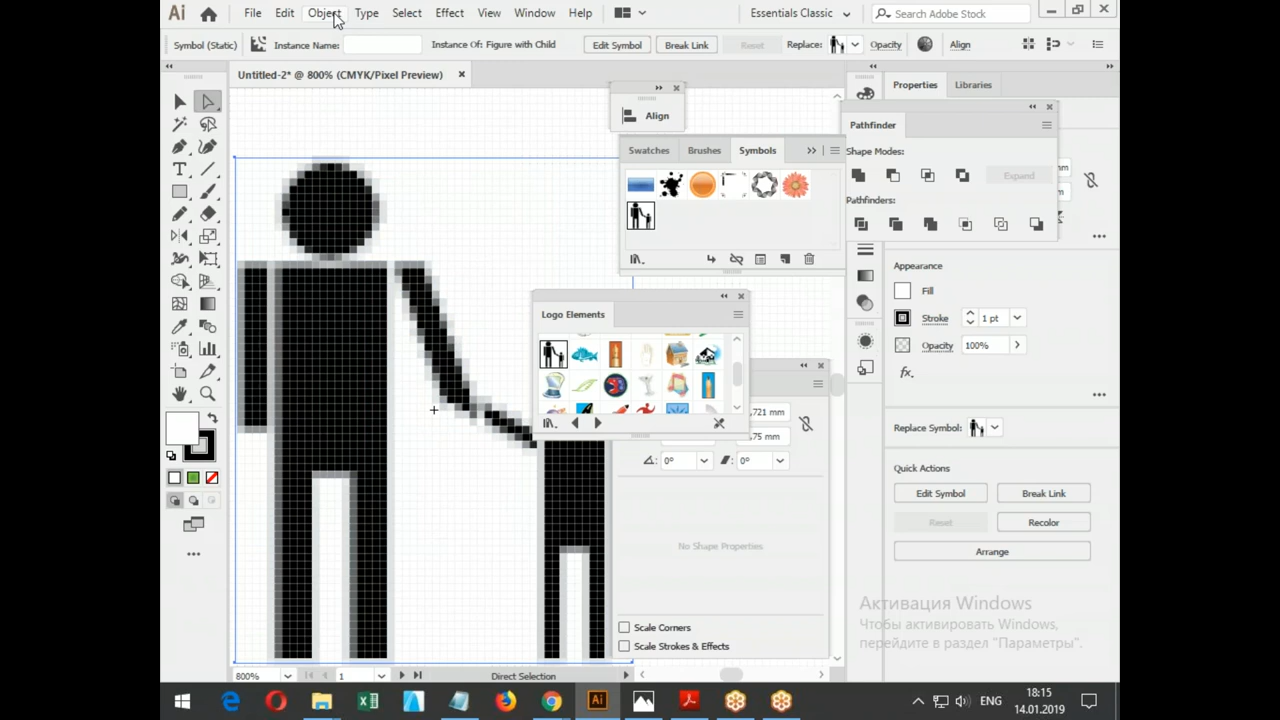 Ai File Edit Object Type Select Effect View Window Help Essentials Classic Search Adobe Stock
Symbol (Static) Instance Name: Instance Of: Figure with Child Edit Symbol Break Link Reset Replace: Opacity Align
Untitled-2* @ 800% (CMYK/Pixel Preview)
Properties Libraries
Align
Pathfinder
Swatches Brushes Symbols
Shape Modes:
Expand
Pathfinders:
Appearance
Fill
Stroke 1 pt
Opacity 100%
fx.
Logo Elements
,721 mm
,75 mm
0° 0°
Replace Symbol:
Quick Actions
Edit Symbol Break Link
Reset Recolor
Arrange
No Shape Properties
Scale Corners
Scale Strokes & Effects
Активация Windows
Чтобы активировать Windows,
перейдите в раздел "Параметры".
800% 1 Direct Selection
ENG 18:15
14.01.2019